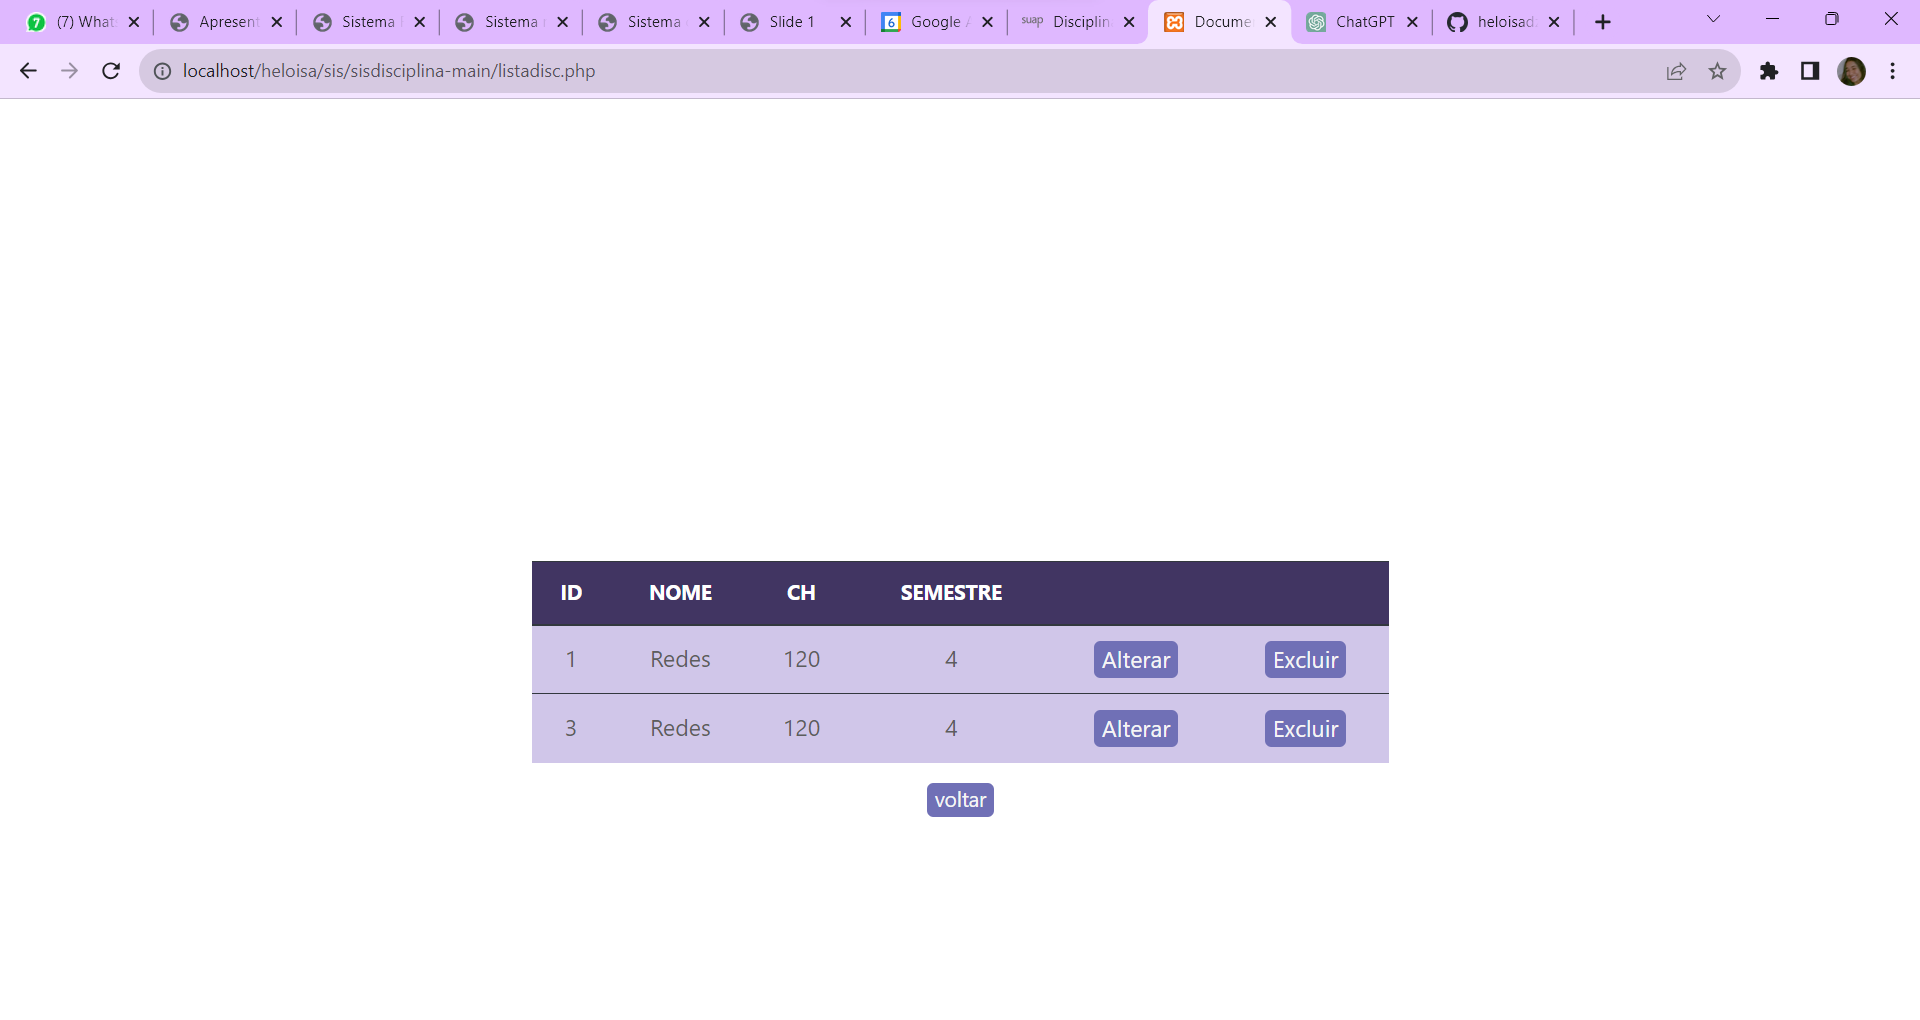 7 (7) What Apresent Sistema Sistema Sistema Slide 1 6 Google suap Disciplin Docume ChatGPT heloisad
localhost/heloisa/sis/sisdisciplina-main/listadisc.php
ID NOME CH SEMESTRE
1 Redes 120 4 Alterar Excluir
3 Redes 120 4 Alterar Excluir
voltar